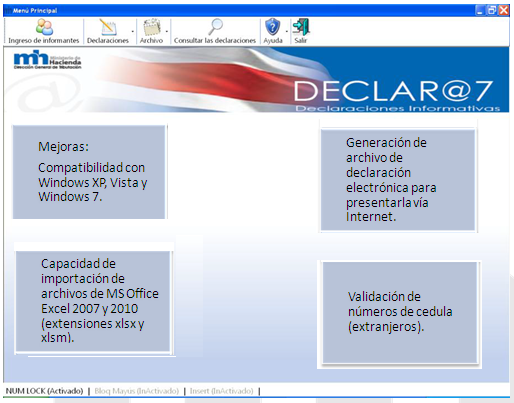 Menú Principal
Ingreso de informantes
Declaraciones
Archivo
Consultar las declaraciones
Ayuda
Salir
Ministerio de
Hacienda
Dirección General de Tributación
DECLAR@7
Declaraciones Informativas
Mejoras:
Compatibilidad con
Windows XP, Vista y
Windows 7.
Generación de
archivo de
declaración
electrónica para
presentarla vía
Internet.
Capacidad de
importación de
archivos de MS Office
Excel 2007 y 2010
(extensiones xlsx y
xlsm).
Validación de
números de cedula
(extranjeros).
NUM LOCK (Activado) | Bloq Mayús (InActivado) | Insert (InActivado) |